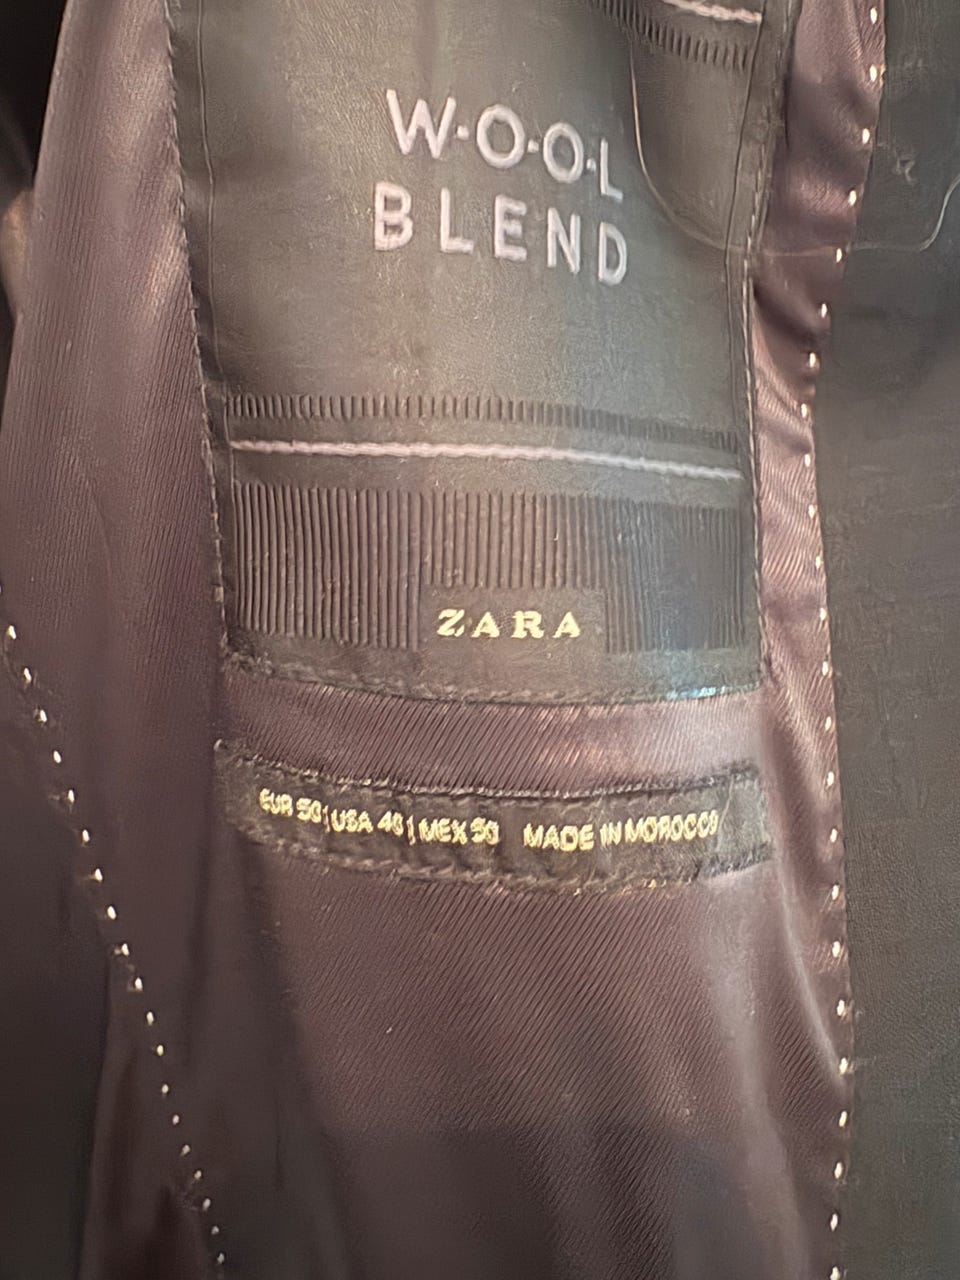 W·O·O·L
BLEND
ZARA
EUR 50 | USA 40 | MEX 50 MADE IN MOROCCO